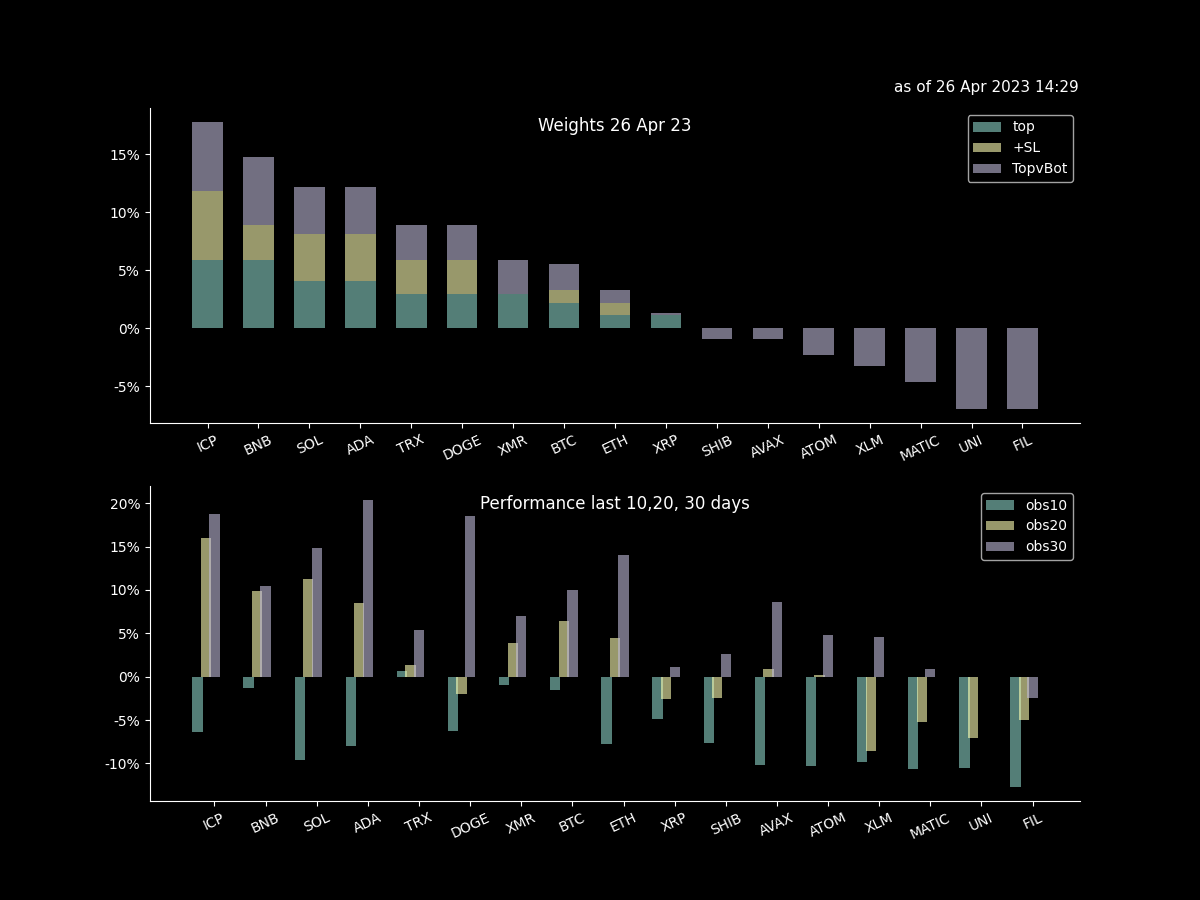 as of 26 Apr 2023 14:29
Weights 26 Apr 23
top
+SL
TopvBot
15%
10%
5%
0%
-5%
ICP BNB SOL ADA TRX DOGE XMR BTC ETH XRP SHIB AVAX ATOM XLM MATIC UNI FIL
Performance last 10,20, 30 days
obs10
obs20
obs30
20%
15%
10%
5%
0%
-5%
-10%
ICP BNB SOL ADA TRX DOGE XMR BTC ETH XRP SHIB AVAX ATOM XLM MATIC UNI FIL